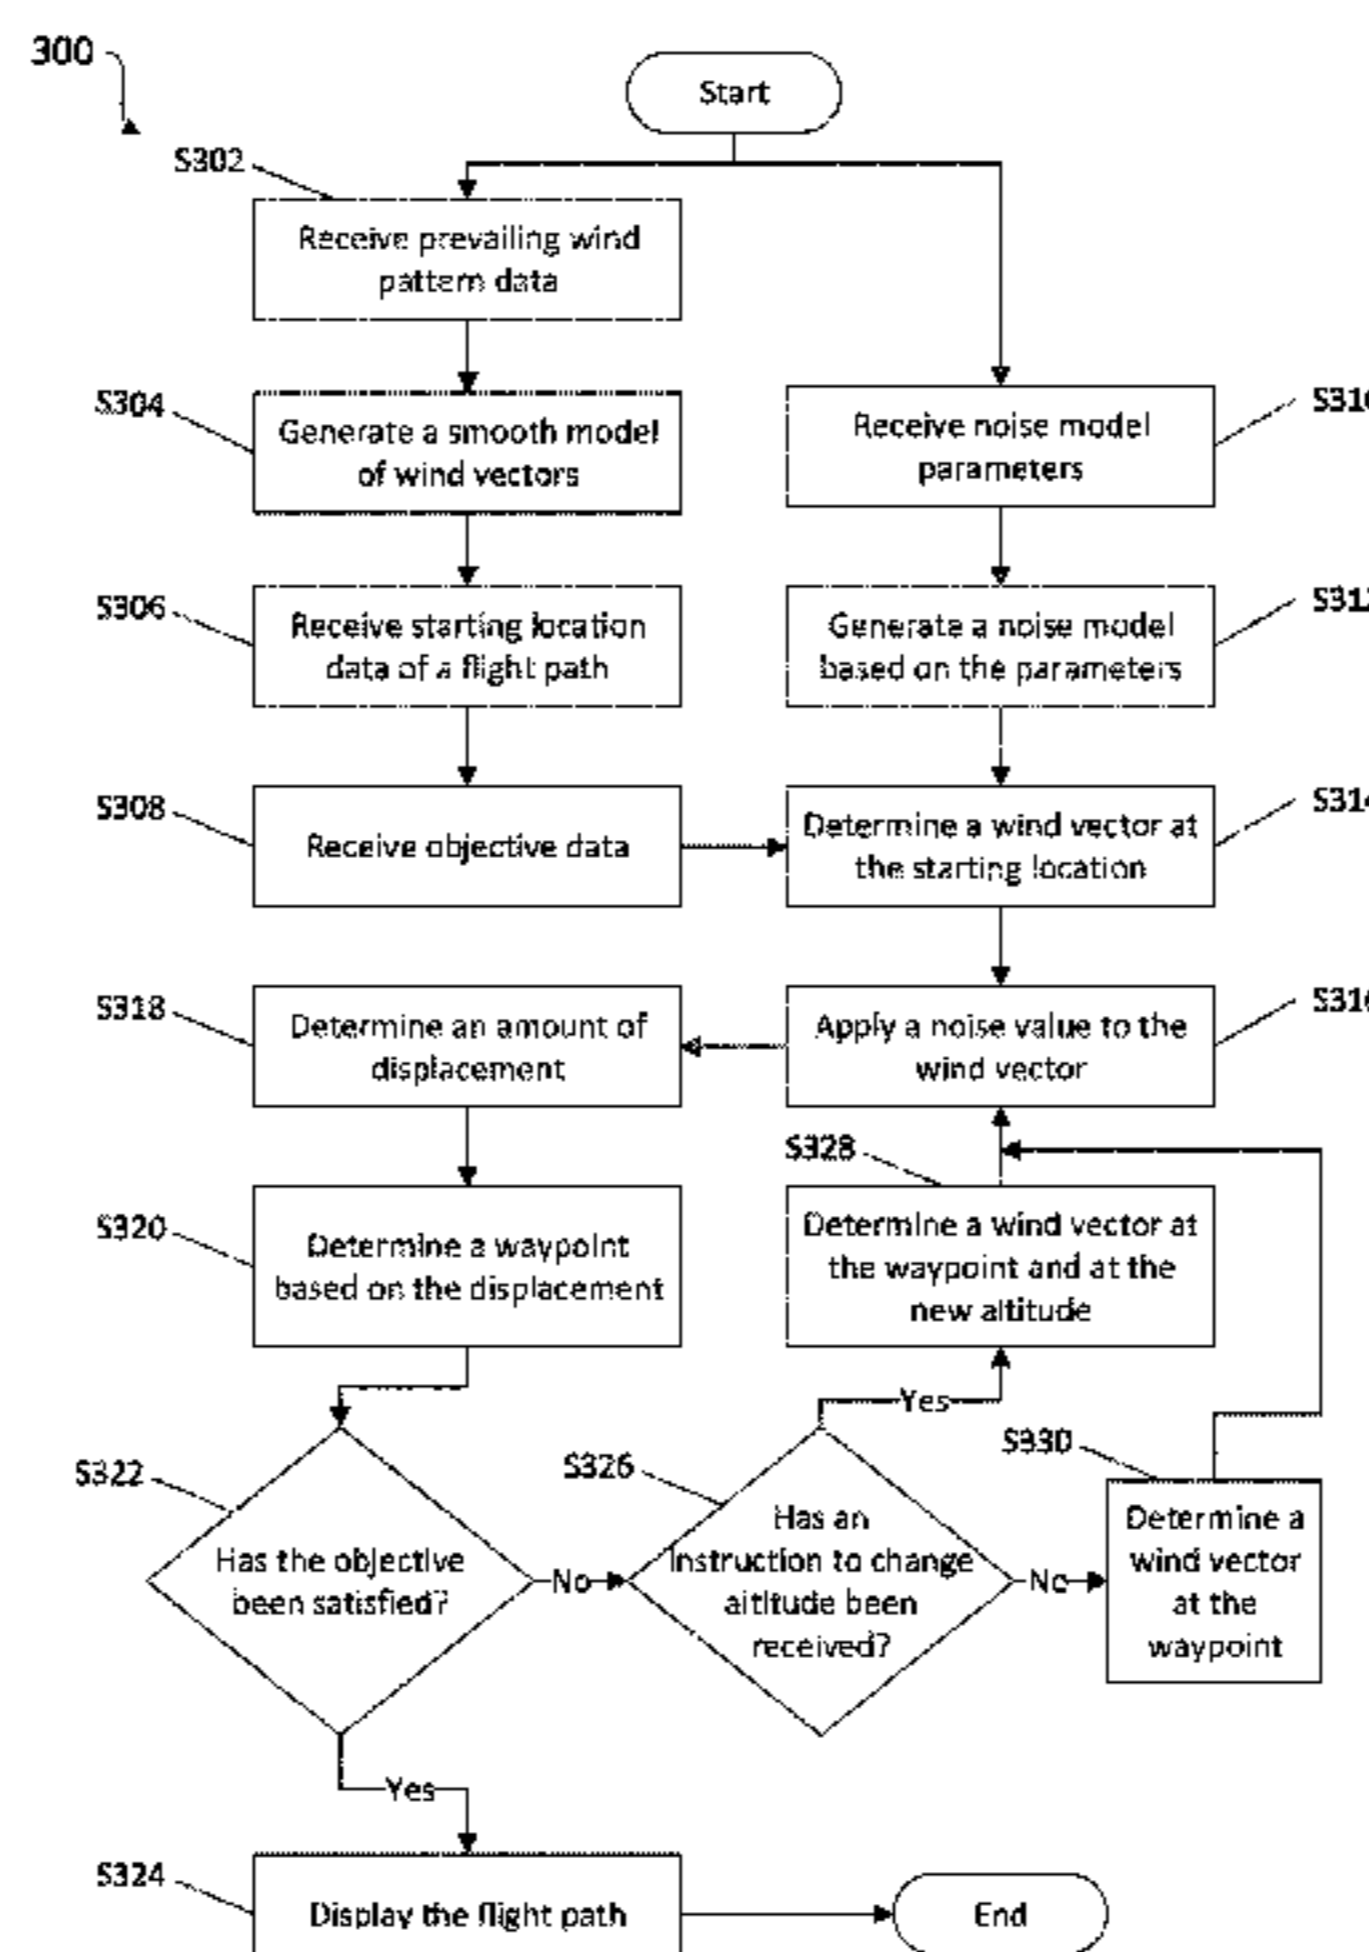 300
Start
S302
Receive prevailing wind
pattern data
S304
Generate a smooth model
of wind vectors
Receive noise model
parameters
S306
Receive starting location
data of a flight path
Generate a noise model
based on the parameters
S312
S308
Receive objective data
Determine a wind vector at
the starting location
S314
S318
Determine an amount of
displacement
Apply a noise value to the
wind vector
S320
Determine a waypoint
based on the displacement
S328
Determine a wind vector at
the waypoint and at the
new altitude
Yes
S322
Has the objective
been satisfied?
No
S326
Has an
instruction to change
altitude been
received?
No
S330
Determine a
wind vector
at the
waypoint
Yes
S324
Display the flight path
End